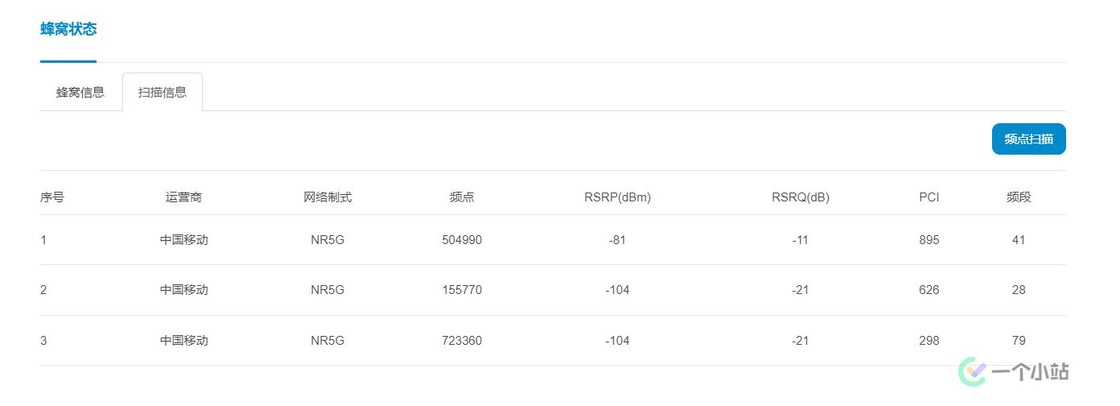 蜂窝状态
蜂窝信息 扫描信息
频点扫描
序号 运营商 网络制式 频点 RSRP(dBm) RSRQ(dB) PCI 频段
1 中国移动 NR5G 504990 -81 -11 895 41
2 中国移动 NR5G 155770 -104 -21 626 28
3 中国移动 NR5G 723360 -104 -21 298 79
一个小站